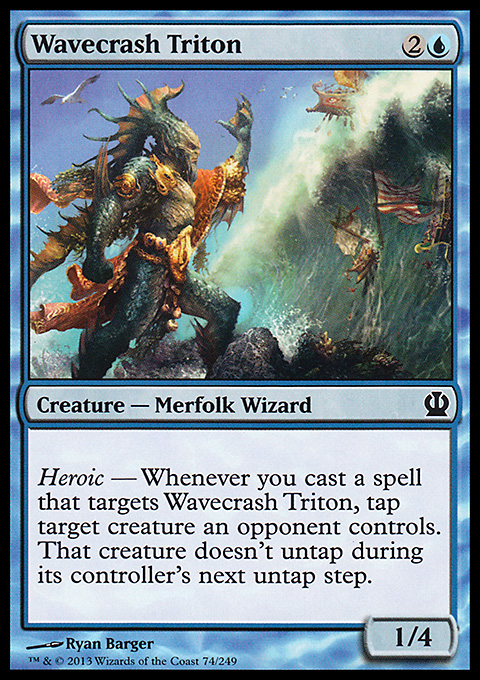 Wavecrash Triton 2
Creature — Merfolk Wizard
Heroic — Whenever you cast a spell
that targets Wavecrash Triton, tap
target creature an opponent controls.
That creature doesn't untap during
its controller's next untap step.
1/4
Ryan Barger
™ & © 2013 Wizards of the Coast 74/249